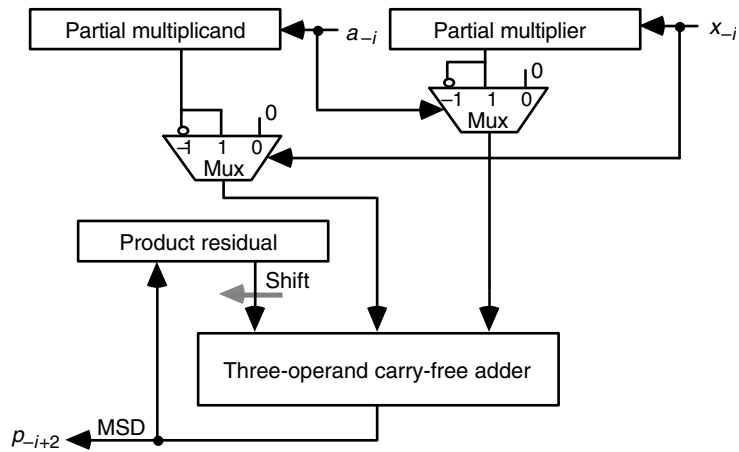 Partial multiplicand
a–i
Partial multiplier
x–i
0
–1 1 0
Mux
0
–1 1 0
Mux
Product residual
Shift
Three-operand carry-free adder
MSD
p–i+2